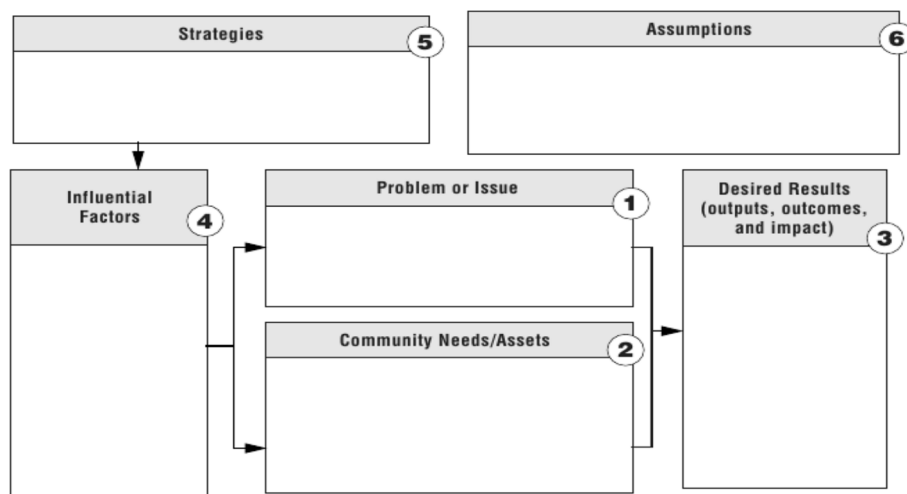 Strategies
5
Assumptions
6
Influential
Factors
4
Problem or Issue
1
Desired Results
(outputs, outcomes,
and impact)
3
Community Needs/Assets
2